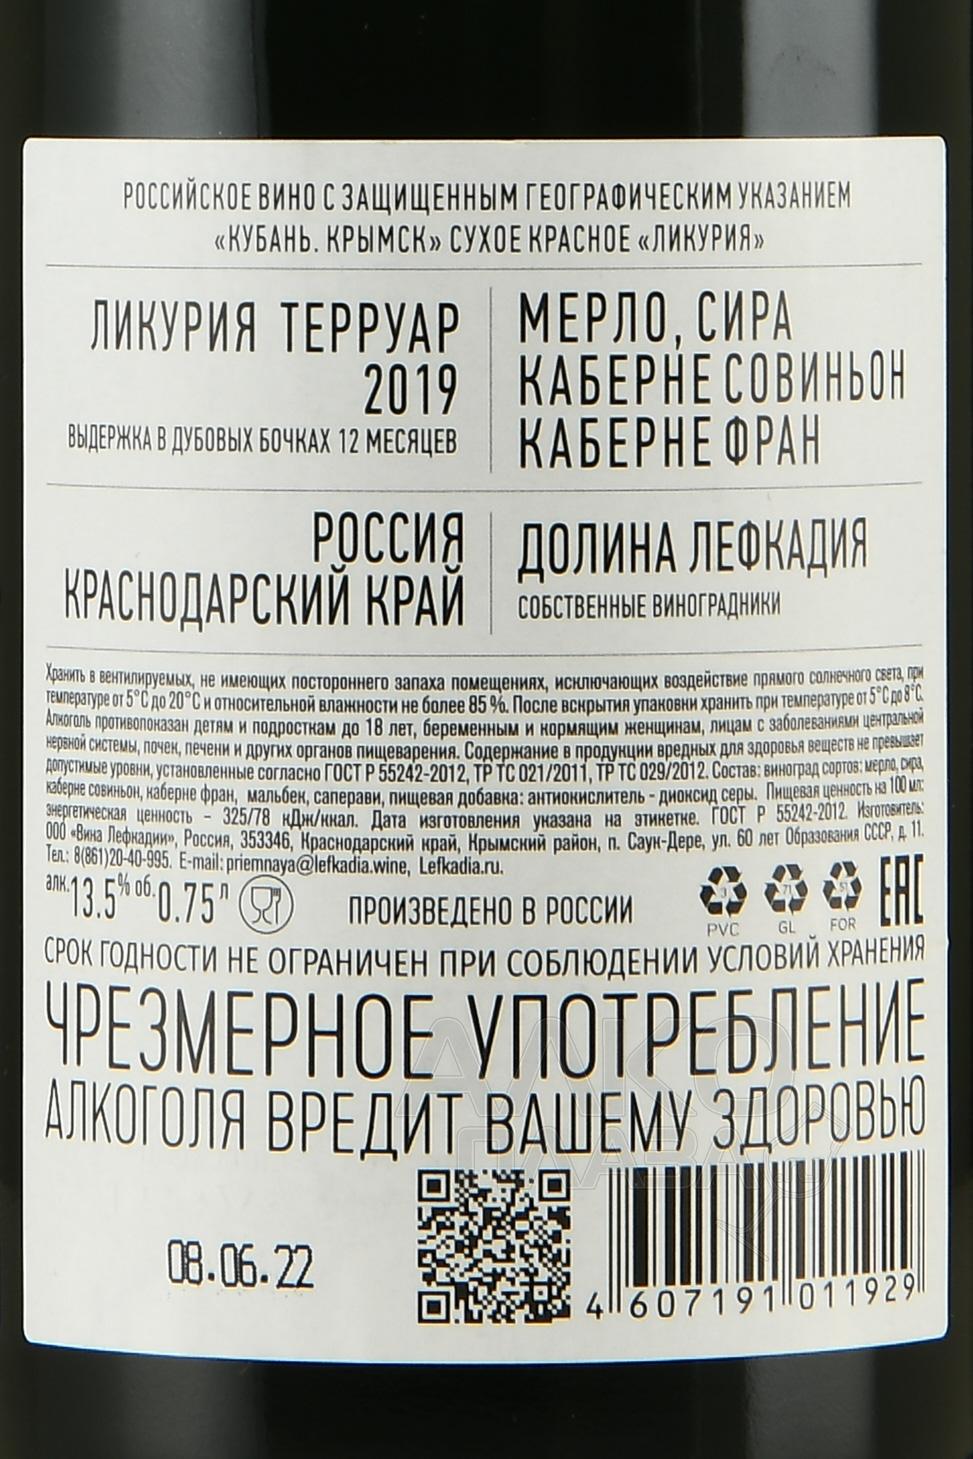 РОССИЙСКОЕ ВИНО С ЗАЩИЩЕННЫМ ГЕОГРАФИЧЕСКИМ УКАЗАНИЕМ
«КУБАНЬ. КРЫМСК» СУХОЕ КРАСНОЕ «ЛИКУРИЯ»
ЛИКУРИЯ ТЕРРУАР
2019
ВЫДЕРЖКА В ДУБОВЫХ БОЧКАХ 12 МЕСЯЦЕВ
МЕРЛО, СИРА
КАБЕРНЕ СОВИНЬОН
КАБЕРНЕ ФРАН
РОССИЯ
КРАСНОДАРСКИЙ КРАЙ
ДОЛИНА ЛЕФКАДИЯ
СОБСТВЕННЫЕ ВИНОГРАДНИКИ
Хранить в вентилируемых, не имеющих постороннего запаха помещениях, исключающих воздействие прямого солнечного света, при
температуре от 5°С до 20°С и относительной влажности не более 85 %. После вскрытия упаковки хранить при температуре от 5°С до 8°С.
Алкоголь противопоказан детям и подросткам до 18 лет, беременным и кормящим женщинам, лицам с заболеваниями центральной
нервной системы, почек, печени и других органов пищеварения. Содержание в продукции вредных для здоровья веществ не превышает
допустимые уровни, установленные согласно ГОСТ Р 55242-2012, ТР ТС 021/2011, ТР ТС 029/2012. Состав: виноград сортов: мерло, сира,
каберне совиньон, каберне фран, мальбек, саперави, пищевая добавка: антиокислитель - диоксид серы. Пищевая ценность на 100 мл:
энергетическая ценность – 325/78 кДж/ккал. Дата изготовления указана на этикетке. ГОСТ Р 55242-2012. Изготовитель:
ООО «Вина Лефкадии», Россия, 353346, Краснодарский край, Крымский район, п. Саук-Дере, ул. 60 лет Образования СССР, д. 11.
Тел.: 8(861)20-40-995. E-mail: priemnaya@lefkadia.wine, Lefkadia.ru.
алк.13.5% об. 0.75 л
ПРОИЗВЕДЕНО В РОССИИ
3 71 51
PVC GL FOR
EAC
СРОК ГОДНОСТИ НЕ ОГРАНИЧЕН ПРИ СОБЛЮДЕНИИ УСЛОВИЙ ХРАНЕНИЯ
ЧРЕЗМЕРНОЕ УПОТРЕБЛЕНИЕ
АЛКОГОЛЯ ВРЕДИТ ВАШЕМУ ЗДОРОВЬЮ
АЛКО
ПЛАВА
08.06.22
4 607191 011929